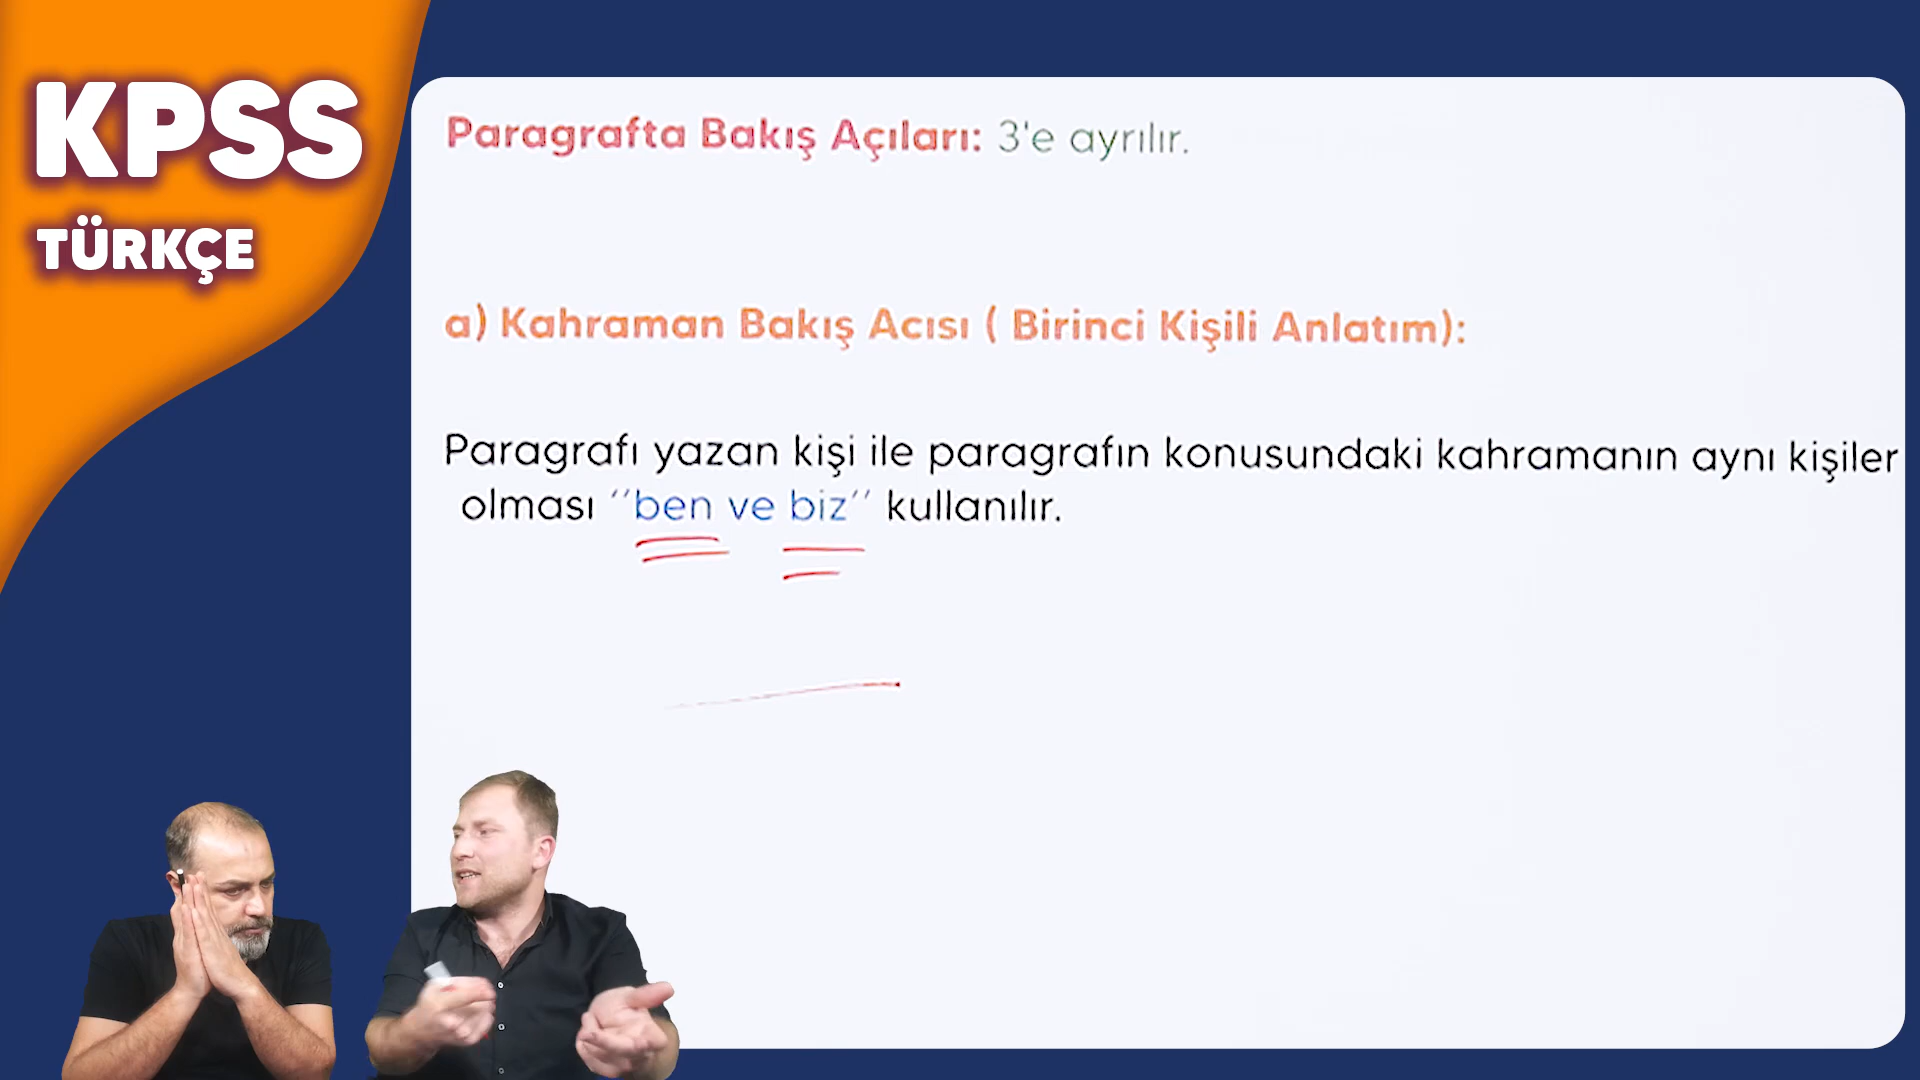 KPSS
TÜRKÇE
Paragrafta Bakış Açıları: 3'e ayrılır.
a) Kahraman Bakış Acısı ( Birinci Kişili Anlatım):
Paragrafı yazan kişi ile paragrafın konusundaki kahramanın aynı kişiler
olması ‘‘ben ve biz’’ kullanılır.